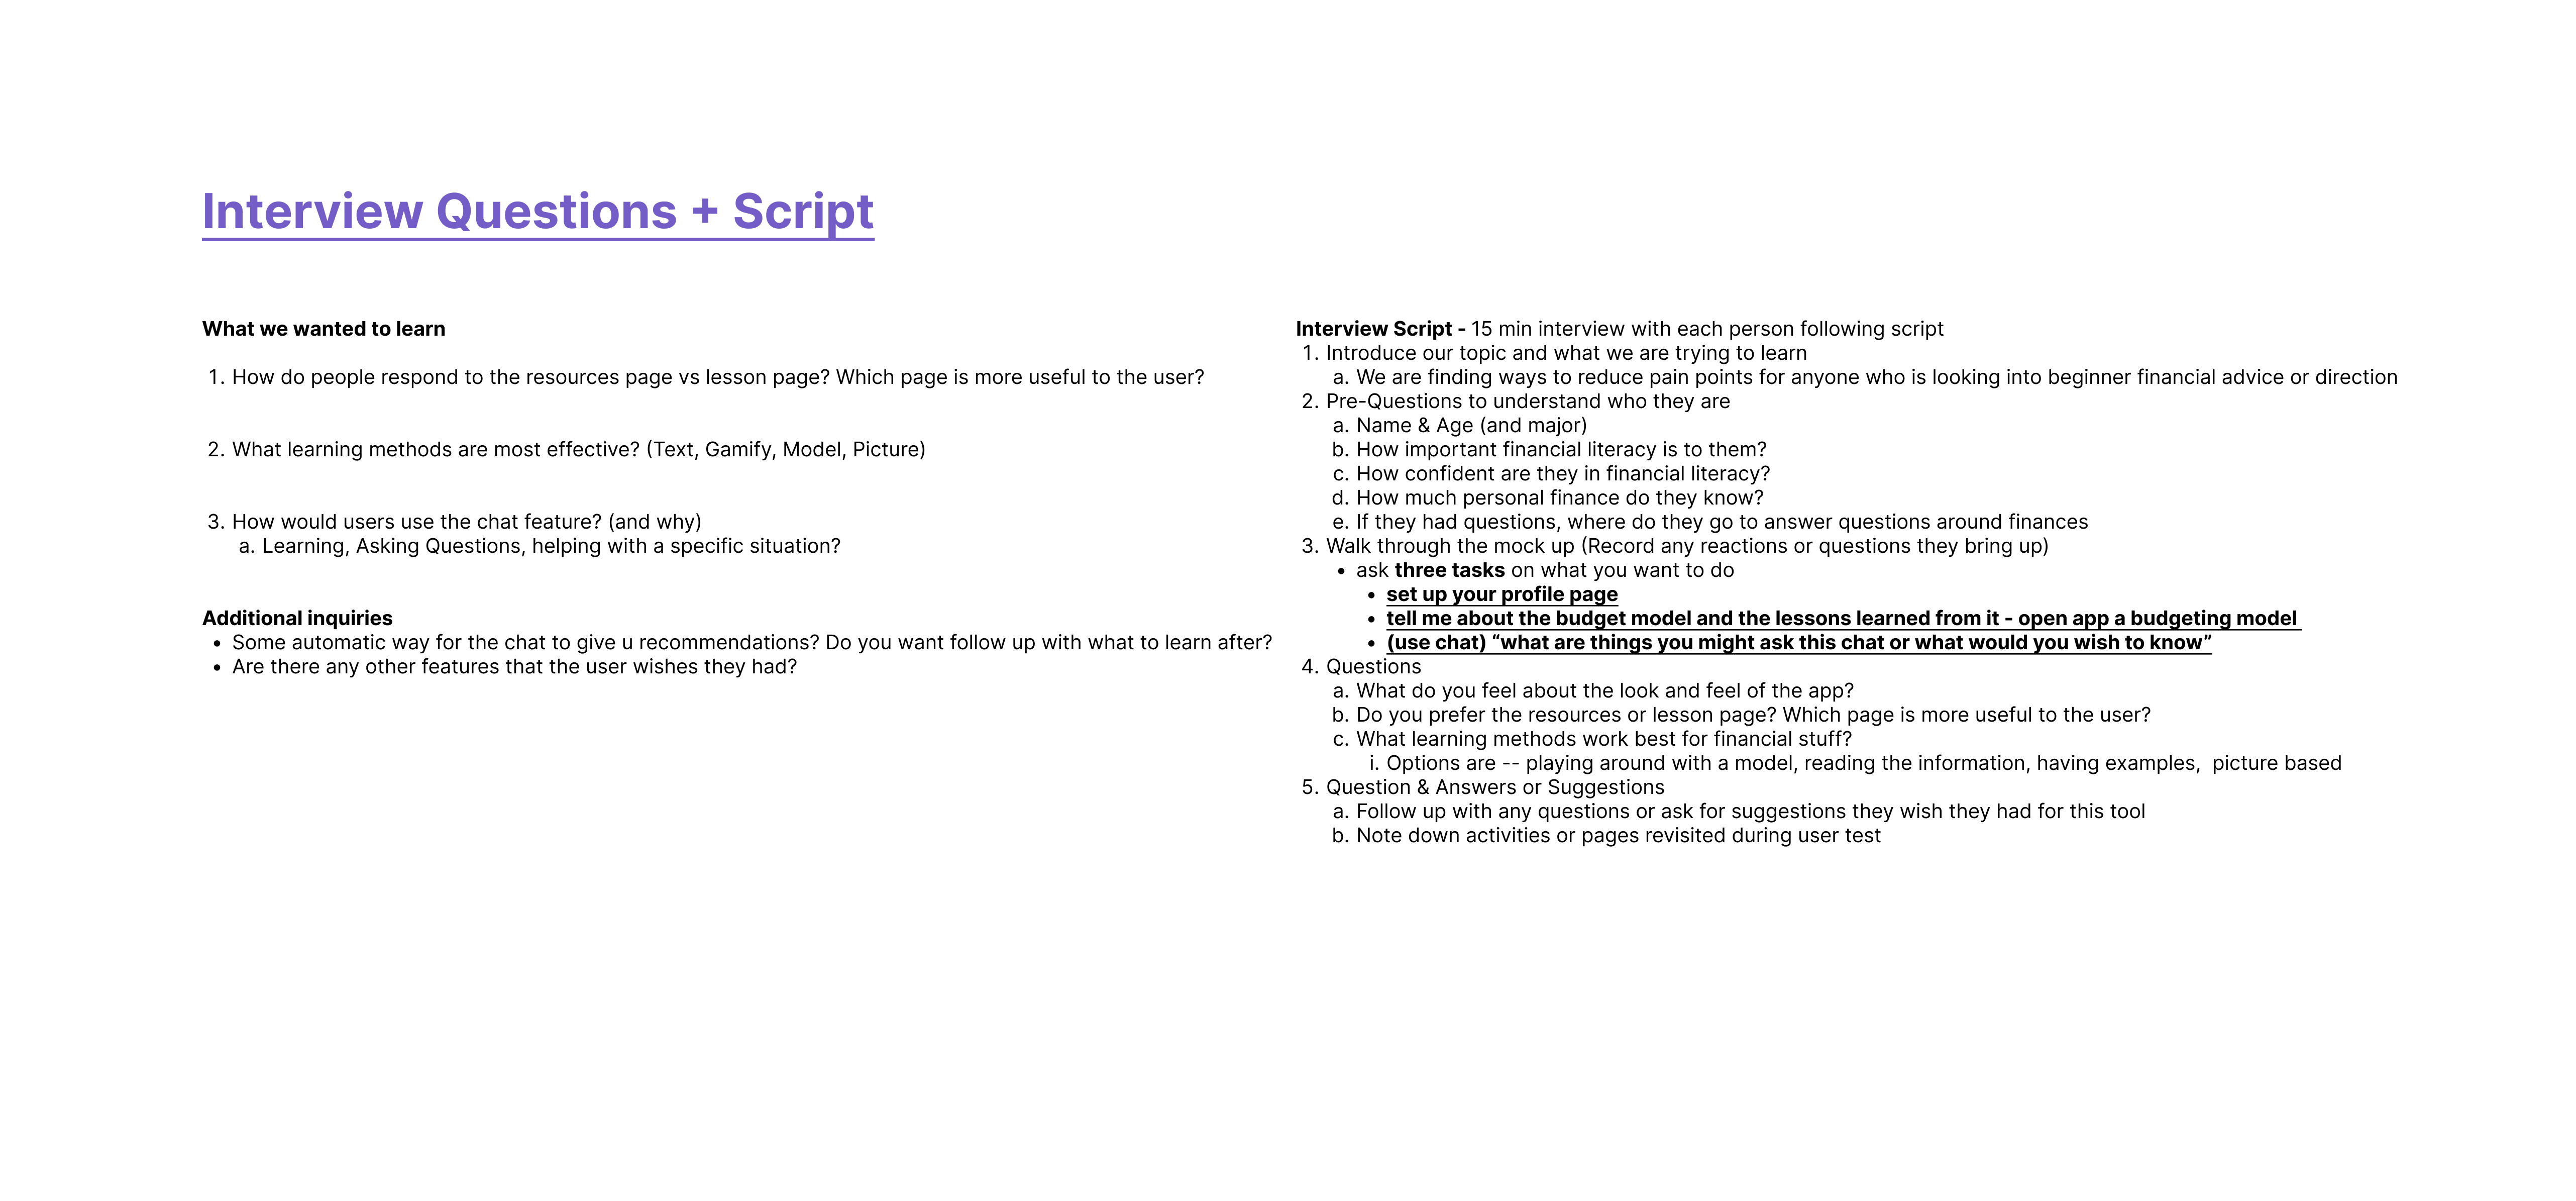 Interview Questions + Script
What we wanted to learn
1. How do people respond to the resources page vs lesson page? Which page is more useful to the user?
2. What learning methods are most effective? (Text, Gamify, Model, Picture)
3. How would users use the chat feature? (and why)
a. Learning, Asking Questions, helping with a specific situation?
Additional inquiries
• Some automatic way for the chat to give u recommendations? Do you want follow up with what to learn after?
• Are there any other features that the user wishes they had?
Interview Script - 15 min interview with each person following script
1. Introduce our topic and what we are trying to learn
a. We are finding ways to reduce pain points for anyone who is looking into beginner financial advice or direction
2. Pre-Questions to understand who they are
a. Name & Age (and major)
b. How important financial literacy is to them?
c. How confident are they in financial literacy?
d. How much personal finance do they know?
e. If they had questions, where do they go to answer questions around finances
3. Walk through the mock up (Record any reactions or questions they bring up)
• ask three tasks on what you want to do
• set up your profile page
• tell me about the budget model and the lessons learned from it - open app a budgeting model
• (use chat) “what are things you might ask this chat or what would you wish to know”
4. Questions
a. What do you feel about the look and feel of the app?
b. Do you prefer the resources or lesson page? Which page is more useful to the user?
c. What learning methods work best for financial stuff?
i. Options are -- playing around with a model, reading the information, having examples,  picture based
5. Question & Answers or Suggestions
a. Follow up with any questions or ask for suggestions they wish they had for this tool
b. Note down activities or pages revisited during user test